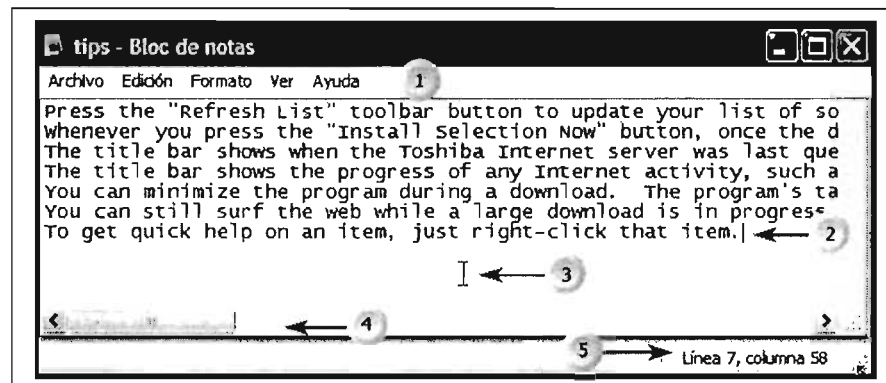 tips - Bloc de notas
Archivo Edición Formato Ver Ayuda 1
Press the "Refresh List" toolbar button to update your list of so
Whenever you press the "Install Selection Now" button, once the d
The title bar shows when the Toshiba Internet server was last que
The title bar shows the progress of any Internet activity, such a
You can minimize the program during a download.  The program's ta
You can still surf the web while a large download is in progress
To get quick help on an item, just right-click that item. 2
3
4
5 Línea 7, columna 58